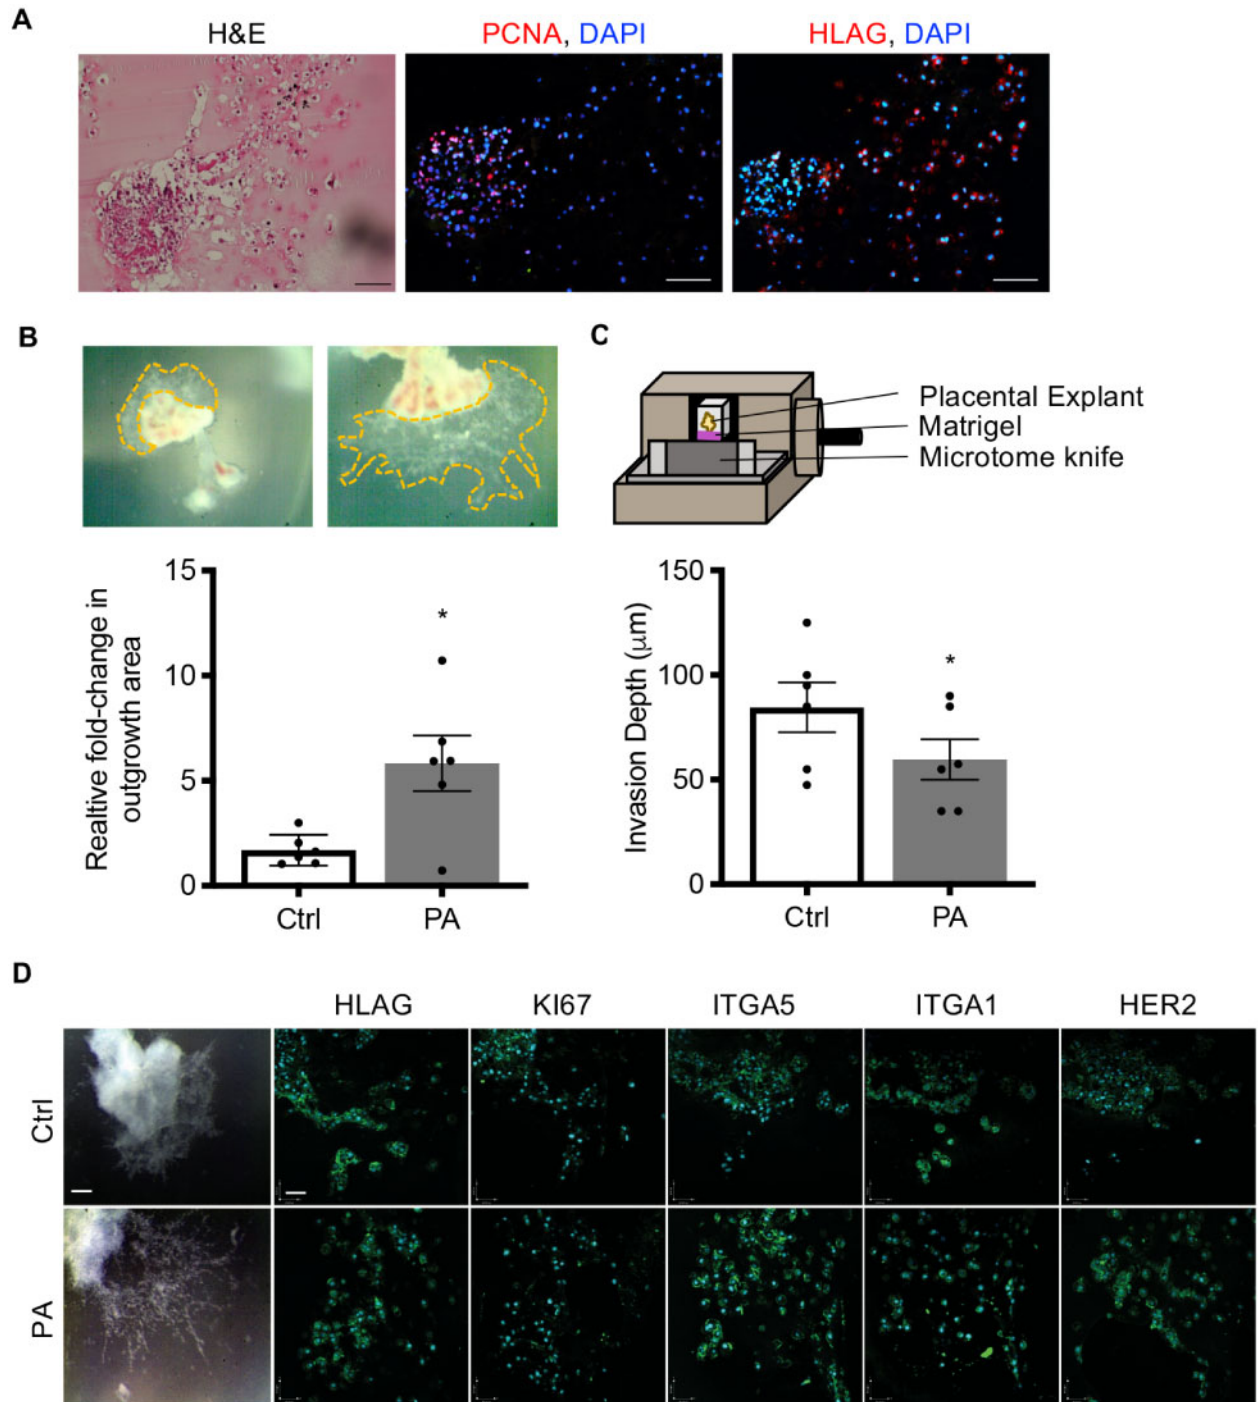 A
H&E
PCNA, DAPI
HLAG, DAPI
B
C
Placental Explant
Matrigel
Microtome knife
15
10
5
0
Realtive fold-change in
outgrowth area
*
Ctrl
PA
150
100
50
0
Invasion Depth (μm)
*
Ctrl
PA
D
HLAG
KI67
ITGA5
ITGA1
HER2
Ctrl
PA